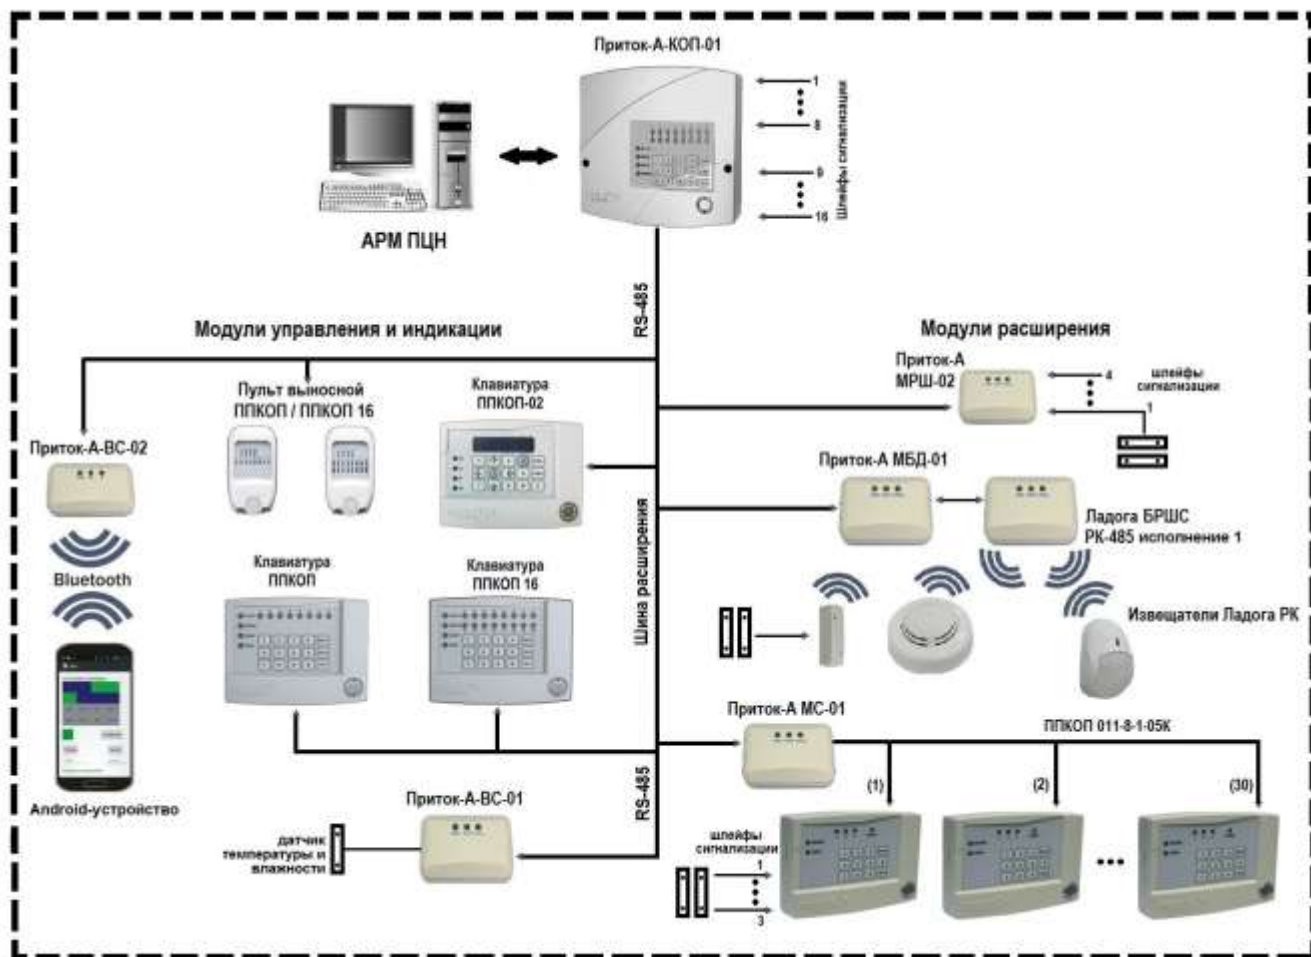 Приток-А-КОП-01
1
8
9
16
Шлейфы сигнализации
АРМ ПЦН
RS-485
Модули управления и индикации
Модули расширения
Приток-А
МРШ-02
4
1
шлейфы
сигнализации
Пульт выносной
ППКОП / ППКОП 16
Клавиатура
ППКОП-02
Приток-А-ВС-02
Приток-А МБД-01
Ладога БРШС
РК-485 исполнение 1
Bluetooth
Клавиатура
ППКОП
Клавиатура
ППКОП 16
Шина расширения
Извещатели Ладога РК
Приток-А МС-01
ППКОП 011-8-1-05К
(1)
(2)
(30)
RS-485
Android-устройство
Приток-А-ВС-01
датчик
температуры и
влажности
шлейфы
сигнализации
1
3